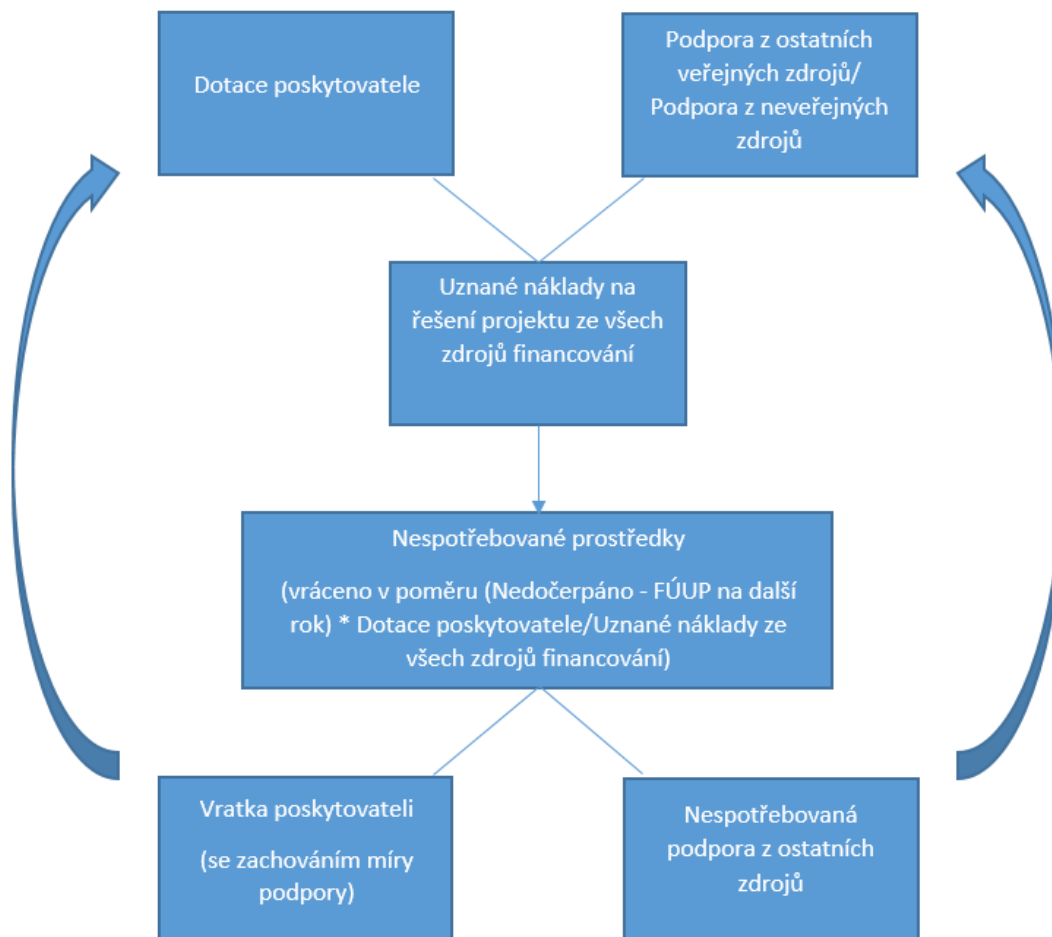 Dotace poskytovatele
Podpora z ostatních
veřejných zdrojů/
Podpora z neveřejných
zdrojů
Uznané náklady na
řešení projektu ze všech
zdrojů financování
Nespotřebované prostředky
(vráceno v poměru (Nedočerpáno - FÚUP na další
rok) * Dotace poskytovatele/Uznané náklady ze
všech zdrojů financování)
Vratka poskytovateli
(se zachováním míry
podpory)
Nespotřebovaná
podpora z ostatních
zdrojů